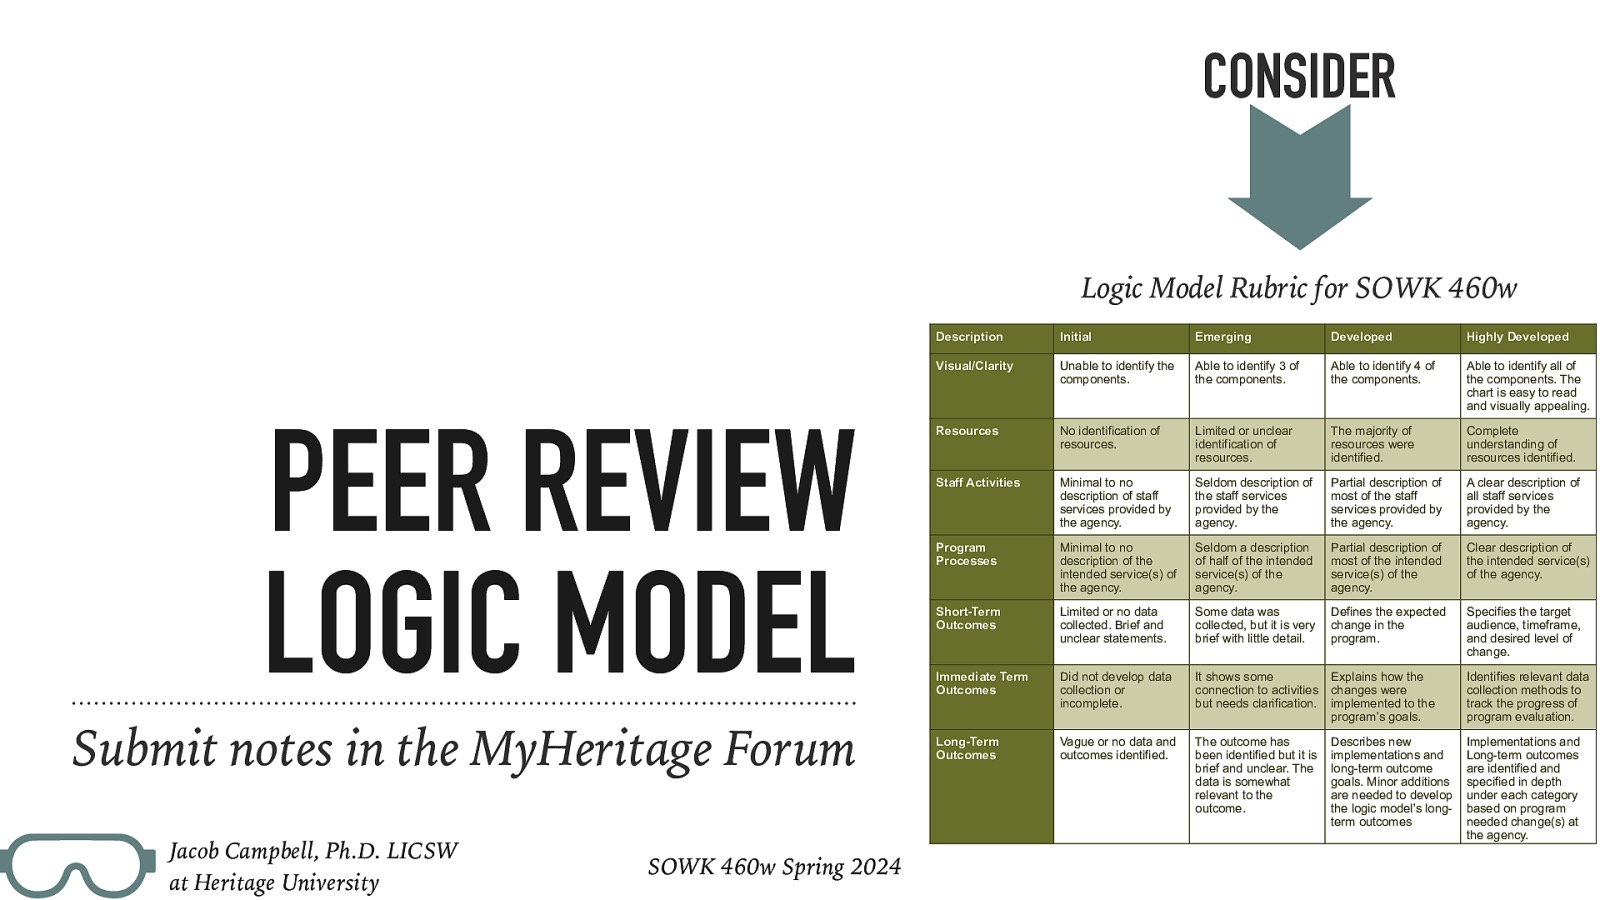 CONSIDER
Logic Model Rubric for SOWK 460w
Description Initial Emerging Developed Highly Developed
Visual/Clarity
Unable to identify the
components.
Able to identify 3 of
the components.
Able to identify 4 of
the components.
Able to identify all of
the components. The
chart is easy to read
and visually appealing.
Resources
No identification of
resources.
Limited or unclear
identification of
resources.
The majority of
resources were
identified.
Complete
understanding of
resources identified.
Staff Activities
Minimal to no
description of staff
services provided by
the agency.
Seldom description of
the staff services
provided by the
agency.
Partial description of
most of the staff
services provided by
the agency.
A clear description of
all staff services
provided by the
agency.
Program
Processes
Minimal to no
description of the
intended service(s) of
the agency.
Seldom a description
of half of the intended
service(s) of the
agency.
Partial description of
most of the intended
service(s) of the
agency.
Clear description of
the intended service(s)
of the agency.
Short-Term
Outcomes
Limited or no data
collected. Brief and
unclear statements.
Some data was
collected, but it is very
brief with little detail.
Defines the expected
change in the
program.
Specifies the target
audience, timeframe,
and desired level of
change.
Immediate Term
Outcomes
Did not develop data
collection or
incomplete.
It shows some
connection to activities
but needs clarification.
Explains how the
changes were
implemented to the
program's goals.
Identifies relevant data
collection methods to
track the progress of
program evaluation.
Long-Term
Outcomes
Vague or no data and
outcomes identified.
The outcome has
been identified but it is
brief and unclear. The
data is somewhat
relevant to the
outcome.
Describes new
implementations and
long-term outcome
goals. Minor additions
are needed to develop
the logic model's long-
term outcomes
Implementations and
Long-term outcomes
are identified and
specified in depth
under each category
based on program
needed change(s) at
the agency.
PEER REVIEW
LOGIC MODEL
Submit notes in the MyHeritage Forum
Jacob Campbell, Ph.D. LICSW
at Heritage University
SOWK 460w Spring 2024